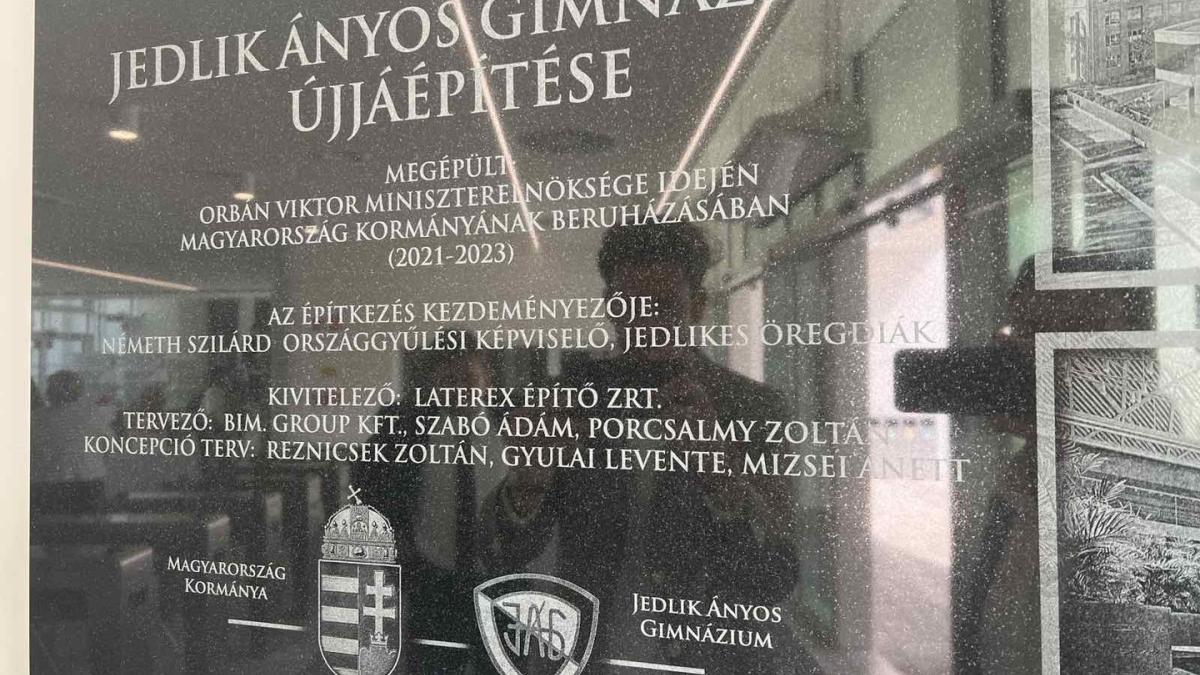 JEDLIK ÁNYOS GIMNÁZ
ÚJJÁÉPÍTÉSE
MEGÉPÜLT:
ORBÁN VIKTOR MINISZTERELNÖKSÉGE IDEJÉN
MAGYARORSZÁG KORMÁNYÁNAK BERUHÁZÁSÁBAN
(2021-2023)
AZ ÉPÍTKEZÉS KEZDEMÉNYEZŐJE:
NÉMETH SZILÁRD ORSZÁGGYŰLÉSI KÉPVISELŐ, JEDLIKES ÖREGDIÁK
KIVITELEZŐ: LATEREX ÉPÍTŐ ZRT.
TERVEZŐ: BIM. GROUP KFT., SZABÓ ÁDÁM, PORCSALMY ZOLTÁN
KONCEPCIÓ TERV: REZNICSEK ZOLTÁN, GYULAI LEVENTE, MIZSEI ANETT
MAGYARORSZÁG
KORMÁNYA
JÁG
JEDLIK ÁNYOS
GIMNÁZIUM